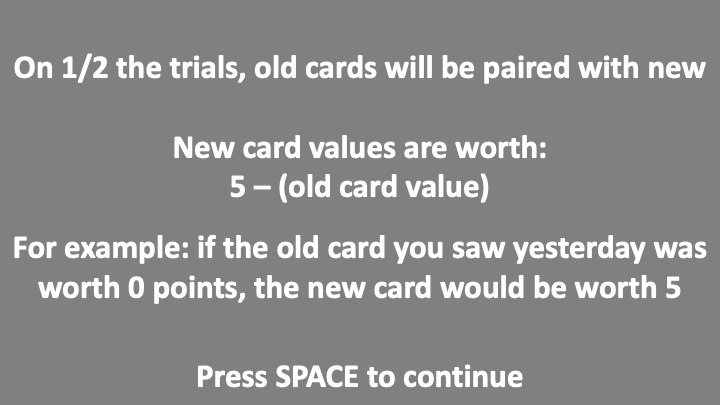 On 1/2 the trials, old cards will be paired with new
New card values are worth:
5 – (old card value)
For example: if the old card you saw yesterday was
worth 0 points, the new card would be worth 5
Press SPACE to continue